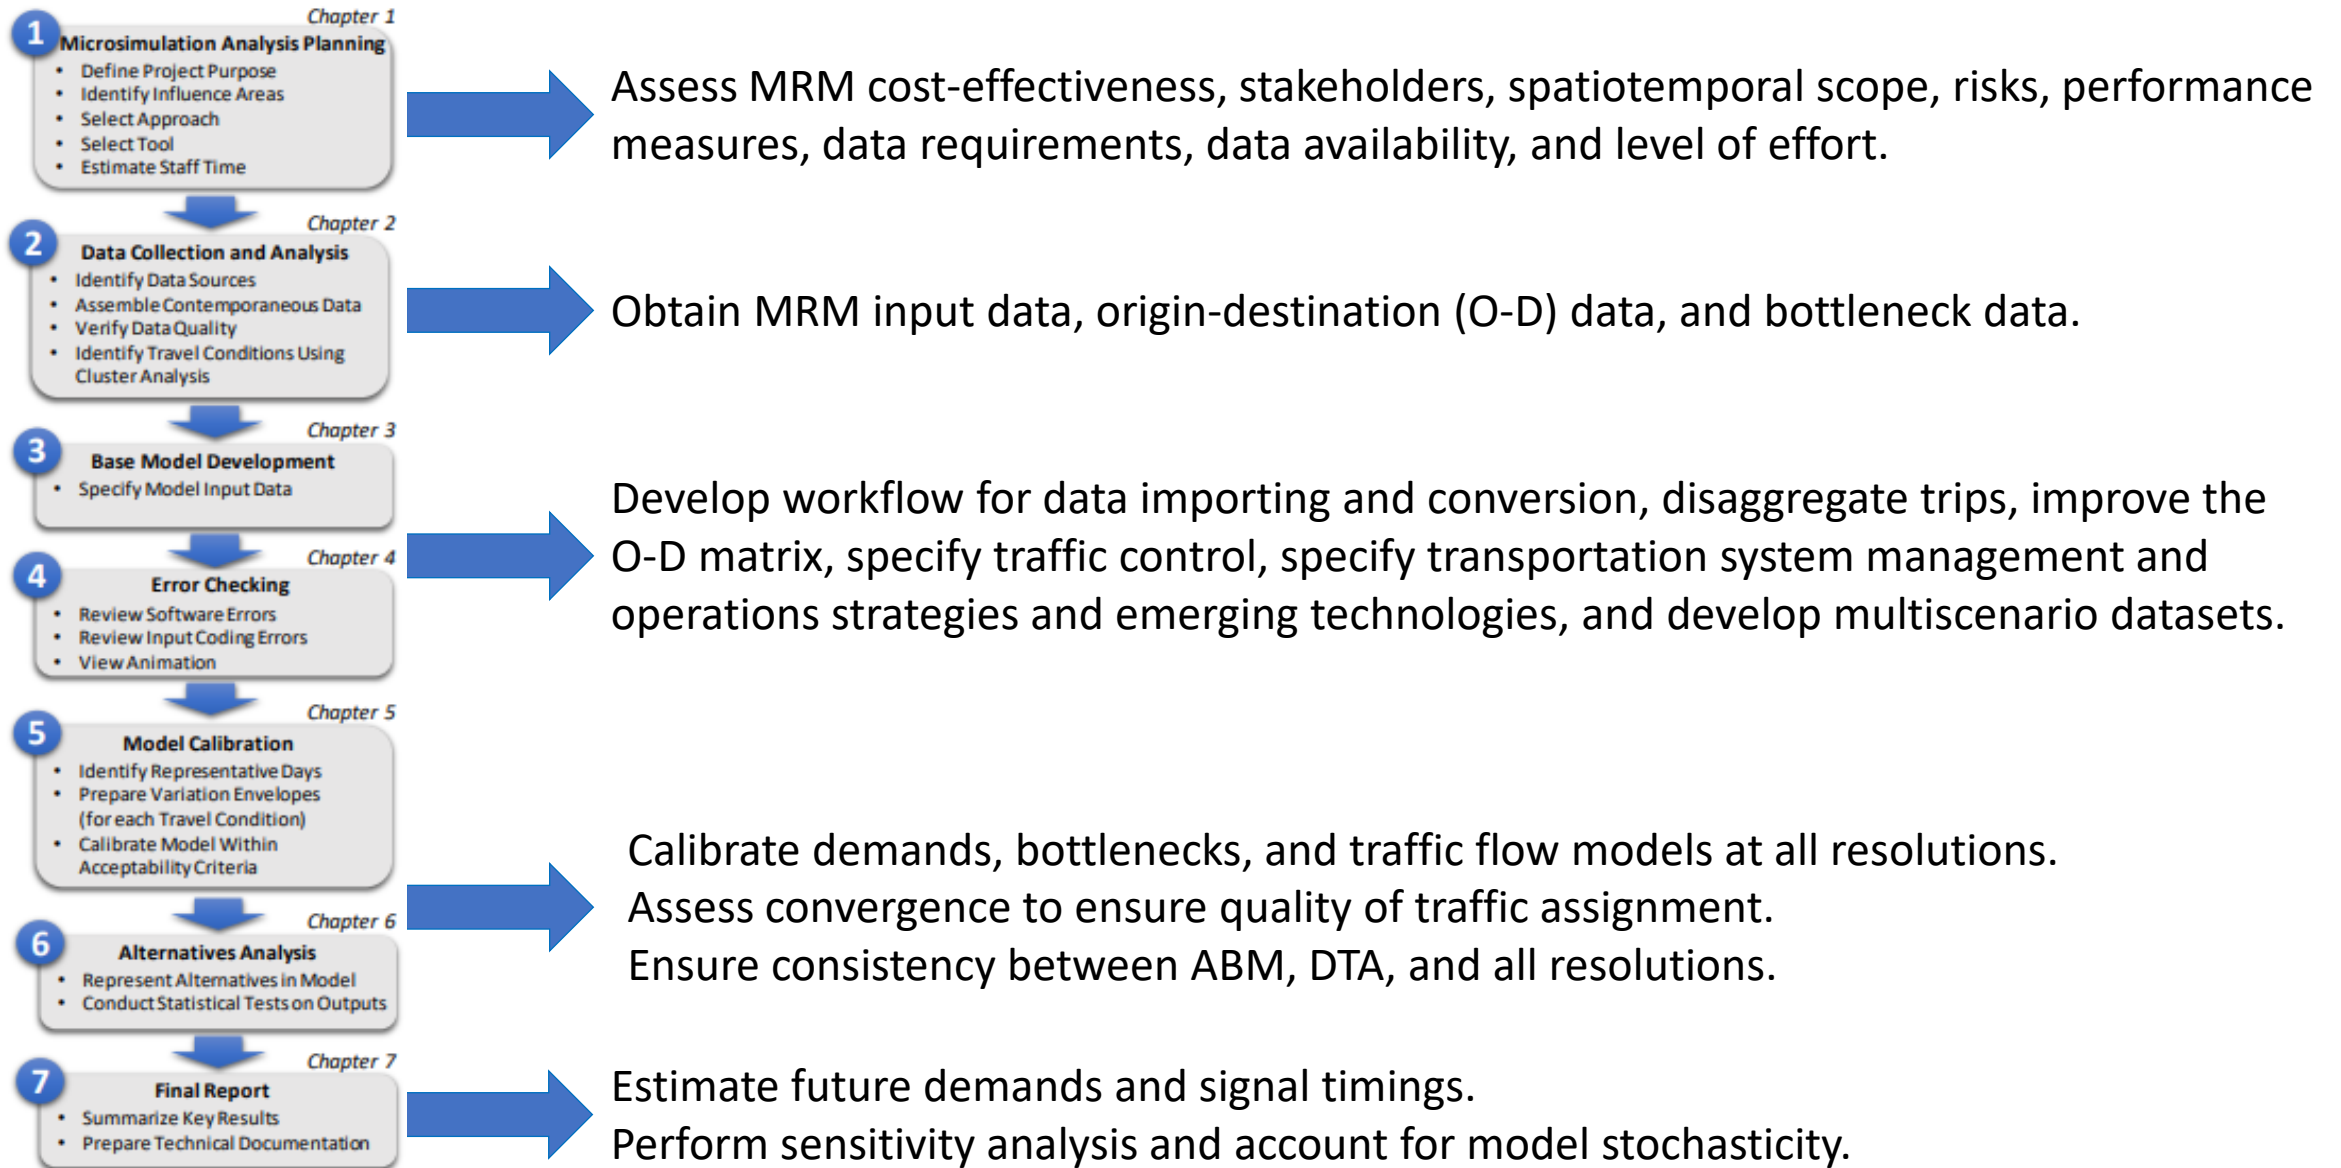 Chapter 1
1
Microsimulation Analysis Planning
• Define Project Purpose
• Identify Influence Areas
• Select Approach
• Select Tool
• Estimate Staff Time
Assess MRM cost-effectiveness, stakeholders, spatiotemporal scope, risks, performance
measures, data requirements, data availability, and level of effort.
Chapter 2
2
Data Collection and Analysis
• Identify Data Sources
• Assemble Contemporaneous Data
• Verify Data Quality
• Identify Travel Conditions Using
Cluster Analysis
Obtain MRM input data, origin-destination (O-D) data, and bottleneck data.
Chapter 3
3
Base Model Development
• Specify Model Input Data
Chapter 4
4
Error Checking
• Review Software Errors
• Review Input Coding Errors
• View Animation
Develop workflow for data importing and conversion, disaggregate trips, improve the
O-D matrix, specify traffic control, specify transportation system management and
operations strategies and emerging technologies, and develop multiscenario datasets.
Chapter 5
5
Model Calibration
• Identify Representative Days
• Prepare Variation Envelopes
(for each Travel Condition)
• Calibrate Model Within
Acceptability Criteria
Calibrate demands, bottlenecks, and traffic flow models at all resolutions.
Assess convergence to ensure quality of traffic assignment.
Ensure consistency between ABM, DTA, and all resolutions.
Chapter 6
6
Alternatives Analysis
• Represent Alternatives in Model
• Conduct Statistical Tests on Outputs
Chapter 7
7
Final Report
• Summarize Key Results
• Prepare Technical Documentation
Estimate future demands and signal timings.
Perform sensitivity analysis and account for model stochasticity.